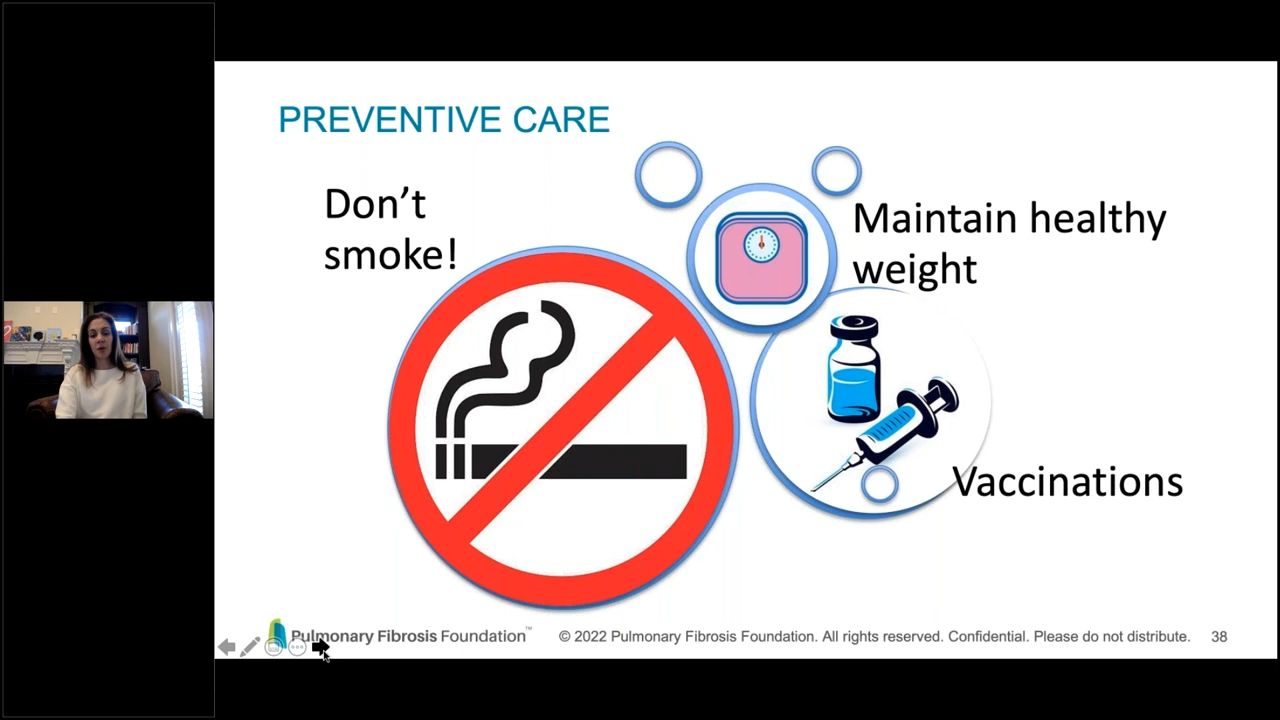 PREVENTIVE CARE
Don’t
smoke!
Maintain healthy
weight
Vaccinations
Pulmonary Fibrosis Foundation™
© 2022 Pulmonary Fibrosis Foundation. All rights reserved. Confidential. Please do not distribute.
38